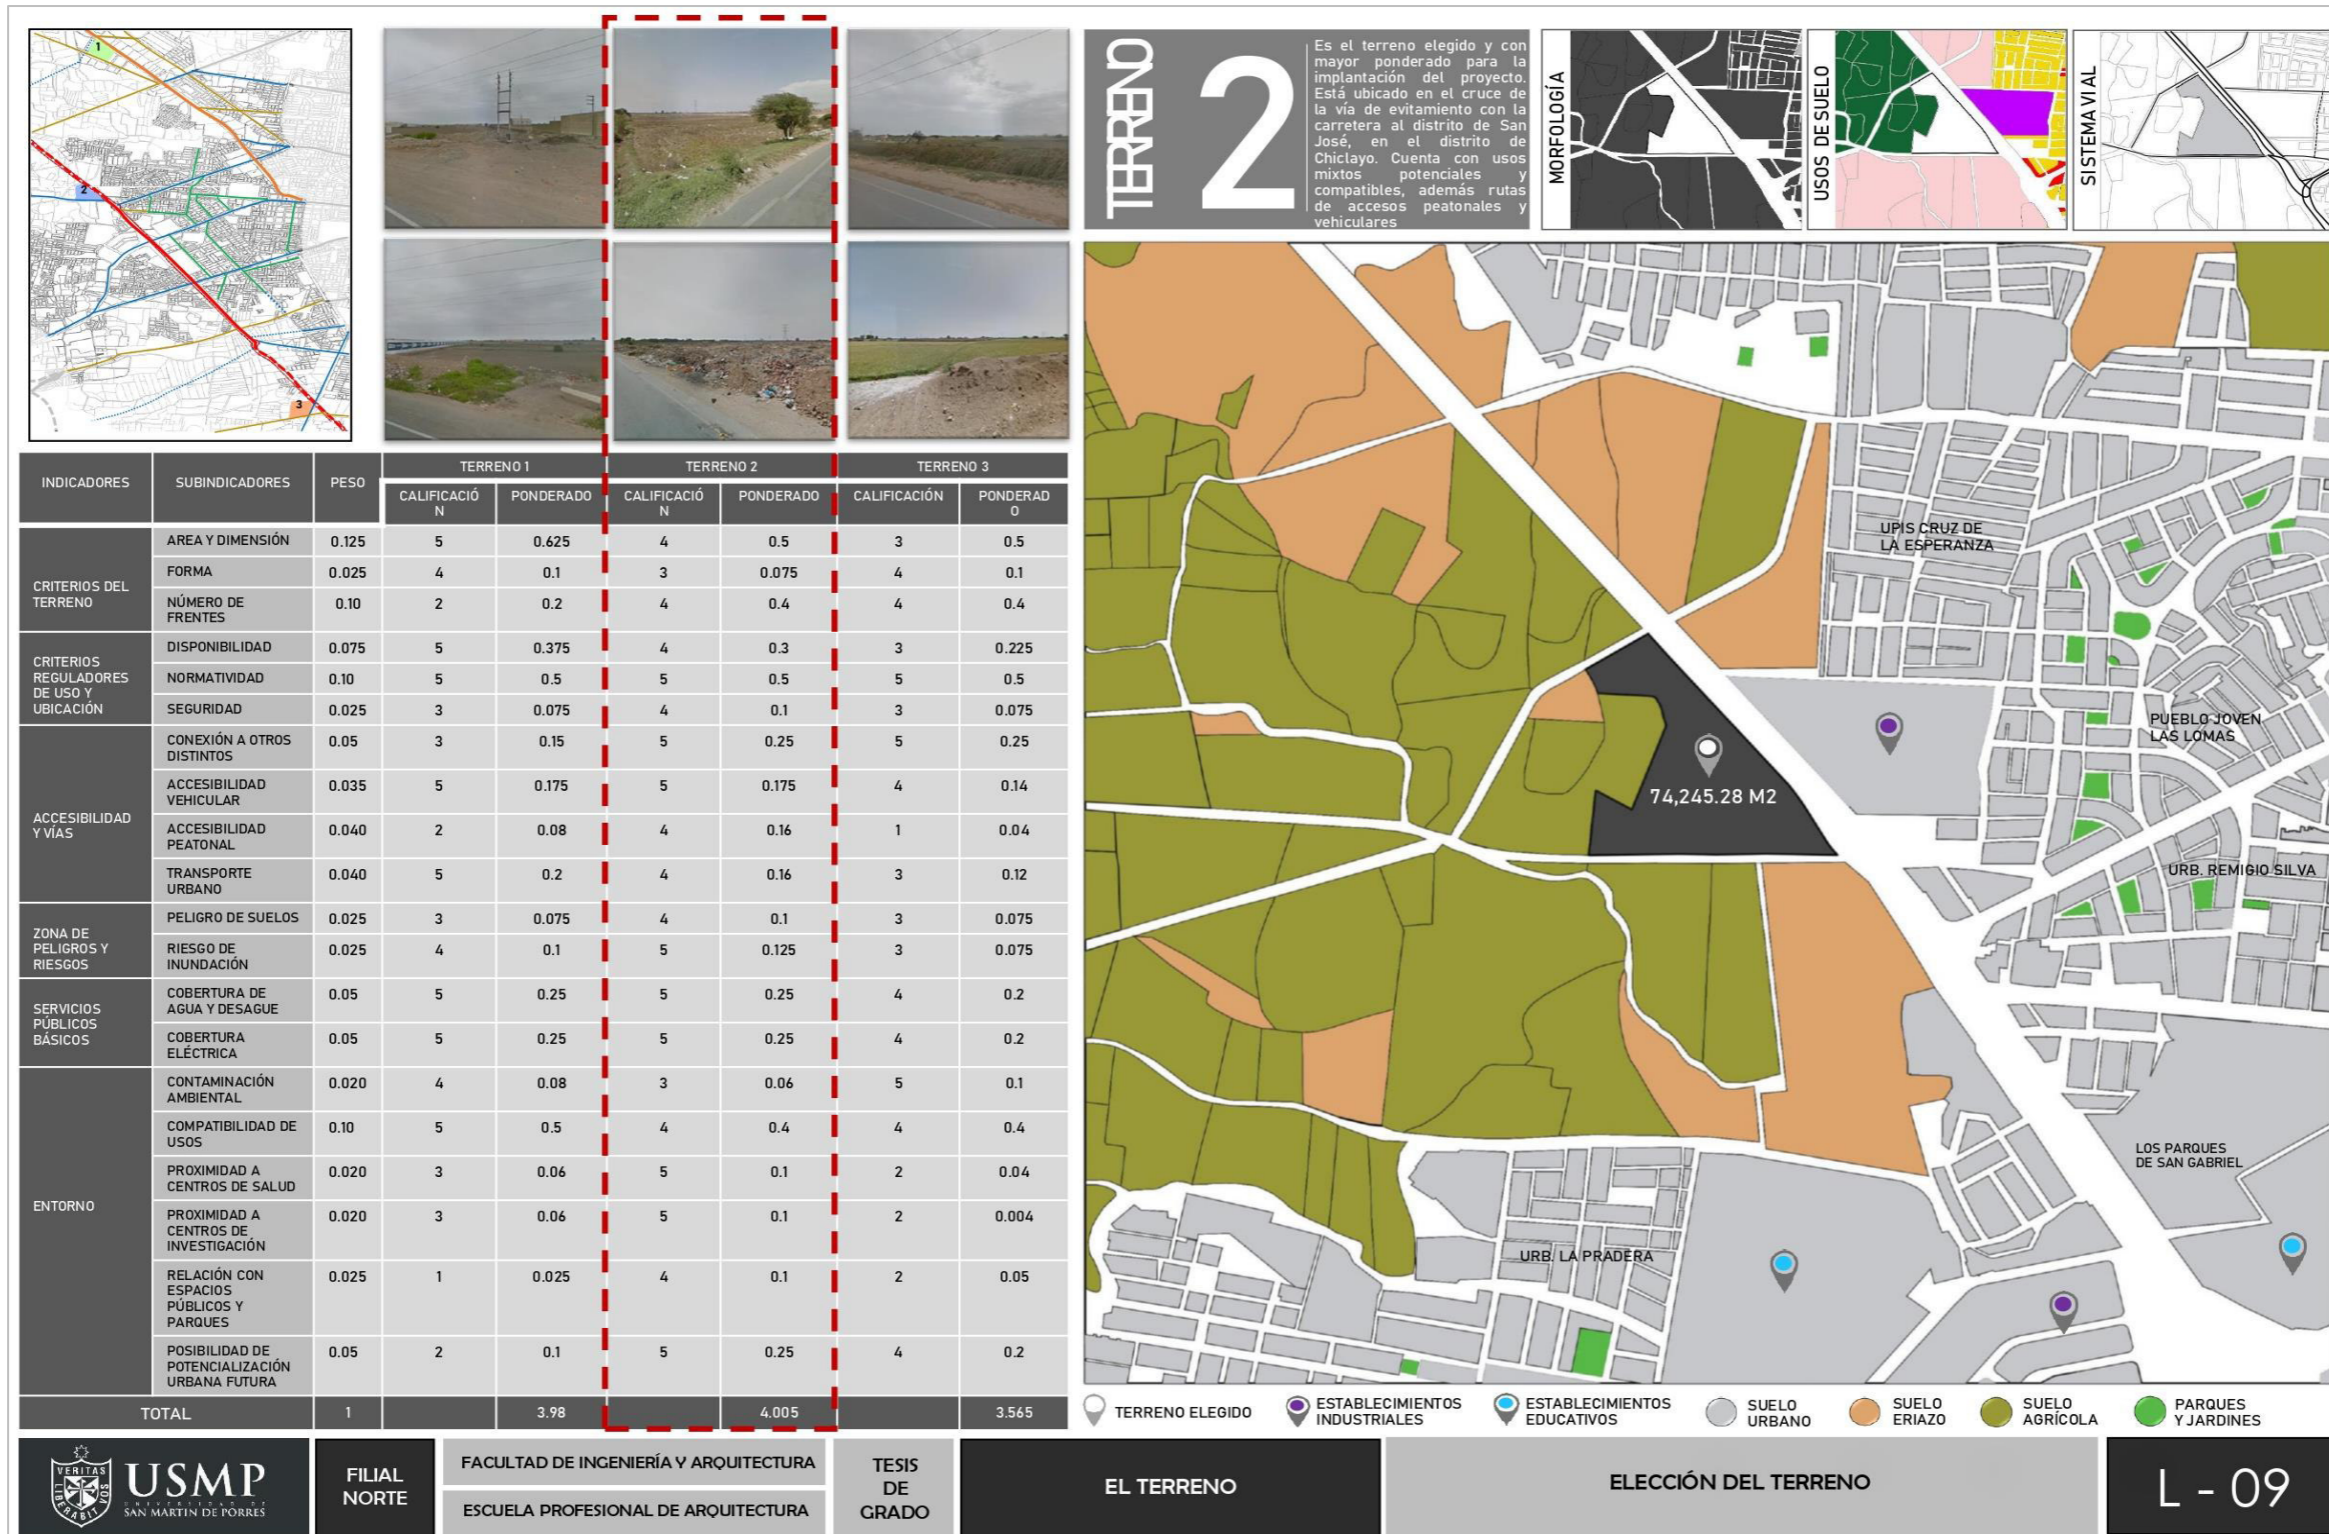 1
2
3
TERRENO
2
Es el terreno elegido y con
mayor ponderado para la
implantación del proyecto.
Está ubicado en el cruce de
la vía de evitamiento con la
carretera al distrito de San
José, en el distrito de
Chiclayo. Cuenta con usos
mixtos potenciales y
compatibles, además rutas
de accesos peatonales y
vehiculares
MORFOLOGÍA
USOS DE SUELO
SISTEMA VIAL
INDICADORES SUBINDICADORES PESO TERRENO 1 TERRENO 2 TERRENO 3
CALIFICACIÓ
N PONDERADO CALIFICACIÓ
N PONDERADO CALIFICACIÓN PONDERAD
O
CRITERIOS DEL
TERRENO
AREA Y DIMENSIÓN 0.125 5 0.625 4 0.5 3 0.5
FORMA 0.025 4 0.1 3 0.075 4 0.1
NÚMERO DE
FRENTES 0.10 2 0.2 4 0.4 4 0.4
CRITERIOS
REGULADORES
DE USO Y
UBICACIÓN
DISPONIBILIDAD 0.075 5 0.375 4 0.3 3 0.225
NORMATIVIDAD 0.10 5 0.5 5 0.5 5 0.5
SEGURIDAD 0.025 3 0.075 4 0.1 3 0.075
ACCESIBILIDAD
Y VÍAS
CONEXIÓN A OTROS
DISTINTOS 0.05 3 0.15 5 0.25 5 0.25
ACCESIBILIDAD
VEHICULAR 0.035 5 0.175 5 0.175 4 0.14
ACCESIBILIDAD
PEATONAL 0.040 2 0.08 4 0.16 1 0.04
TRANSPORTE
URBANO 0.040 5 0.2 4 0.16 3 0.12
ZONA DE
PELIGROS Y
RIESGOS
PELIGRO DE SUELOS 0.025 3 0.075 4 0.1 3 0.075
RIESGO DE
INUNDACIÓN 0.025 4 0.1 5 0.125 3 0.075
SERVICIOS
PÚBLICOS
BÁSICOS
COBERTURA DE
AGUA Y DESAGUE 0.05 5 0.25 5 0.25 4 0.2
COBERTURA
ELÉCTRICA 0.05 5 0.25 5 0.25 4 0.2
ENTORNO
CONTAMINACIÓN
AMBIENTAL 0.020 4 0.08 3 0.06 5 0.1
COMPATIBILIDAD DE
USOS 0.10 5 0.5 4 0.4 4 0.4
PROXIMIDAD A
CENTROS DE SALUD 0.020 3 0.06 5 0.1 2 0.04
PROXIMIDAD A
CENTROS DE
INVESTIGACIÓN 0.020 3 0.06 5 0.1 2 0.004
RELACIÓN CON
ESPACIOS
PÚBLICOS Y
PARQUES 0.025 1 0.025 4 0.1 2 0.05
POSIBILIDAD DE
POTENCIALIZACIÓN
URBANA FUTURA 0.05 2 0.1 5 0.25 4 0.2
TOTAL 1 3.98 4.005 3.565
UPIS CRUZ DE
LA ESPERANZA
PUEBLO JOVEN
LAS LOMAS
74,245.28 M2
URB. REMIGIO SILVA
LOS PARQUES
DE SAN GABRIEL
URB. LA PRADERA
TERRENO ELEGIDO
ESTABLECIMIENTOS
INDUSTRIALES
ESTABLECIMIENTOS
EDUCATIVOS
SUELO
URBANO
SUELO
ERIAZO
SUELO
AGRÍCOLA
PARQUES
Y JARDINES
VERITAS
LIBERABIT VOS
USMP
UNIVERSIDAD DE
SAN MARTIN DE PORRES
FILIAL
NORTE
FACULTAD DE INGENIERÍA Y ARQUITECTURA
ESCUELA PROFESIONAL DE ARQUITECTURA
TESIS
DE
GRADO
EL TERRENO
ELECCIÓN DEL TERRENO
L - 09